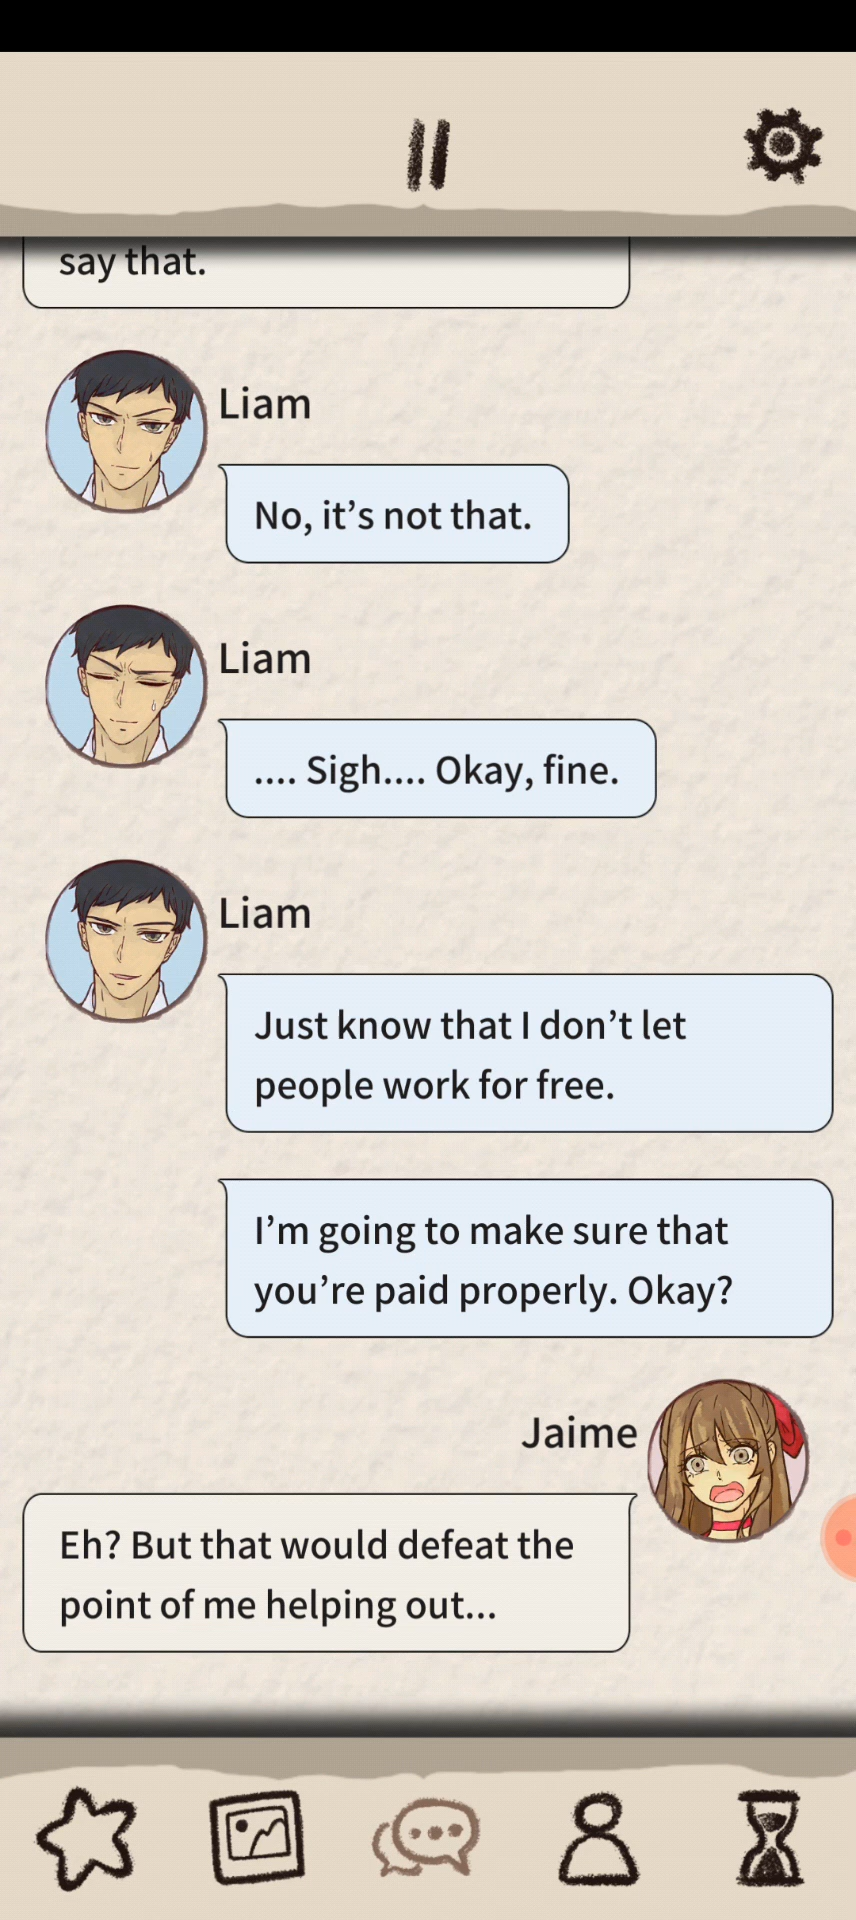 say that.
Liam
No, it’s not that.
Liam
.... Sigh.... Okay, fine.
Liam
Just know that I don’t let
people work for free.
I’m going to make sure that
you’re paid properly. Okay?
Jaime
Eh? But that would defeat the
point of me helping out...